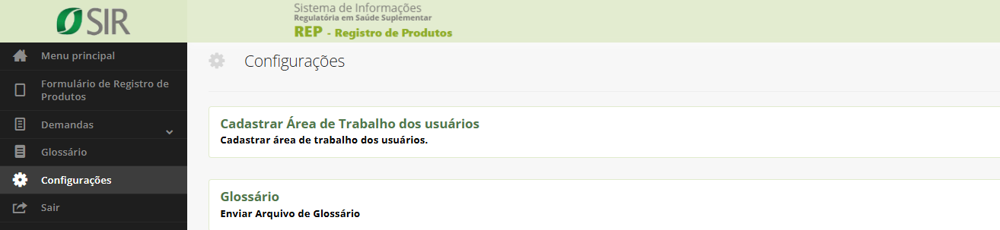 SIR
Sistema de Informações
Regulatória em Saúde Suplementar
REP - Registro de Produtos
Menu principal
Formulário de Registro de
Produtos
Demandas
Glossário
Configurações
Sair
Configurações
Cadastrar Área de Trabalho dos usuários
Cadastrar área de trabalho dos usuários.
Glossário
Enviar Arquivo de Glossário